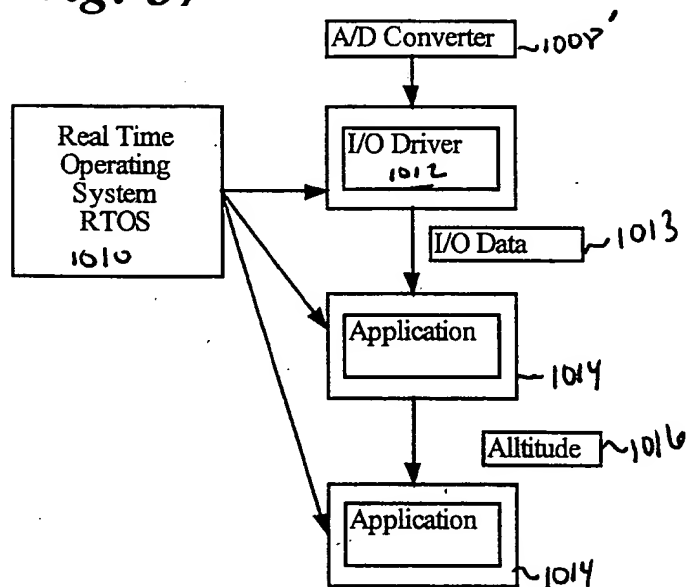 A/D Converter
1008'
Real Time
Operating
System
RTOS
1010
I/O Driver
1012
I/O Data
1013
Application
1014
Alltitude
1016
Application
1014